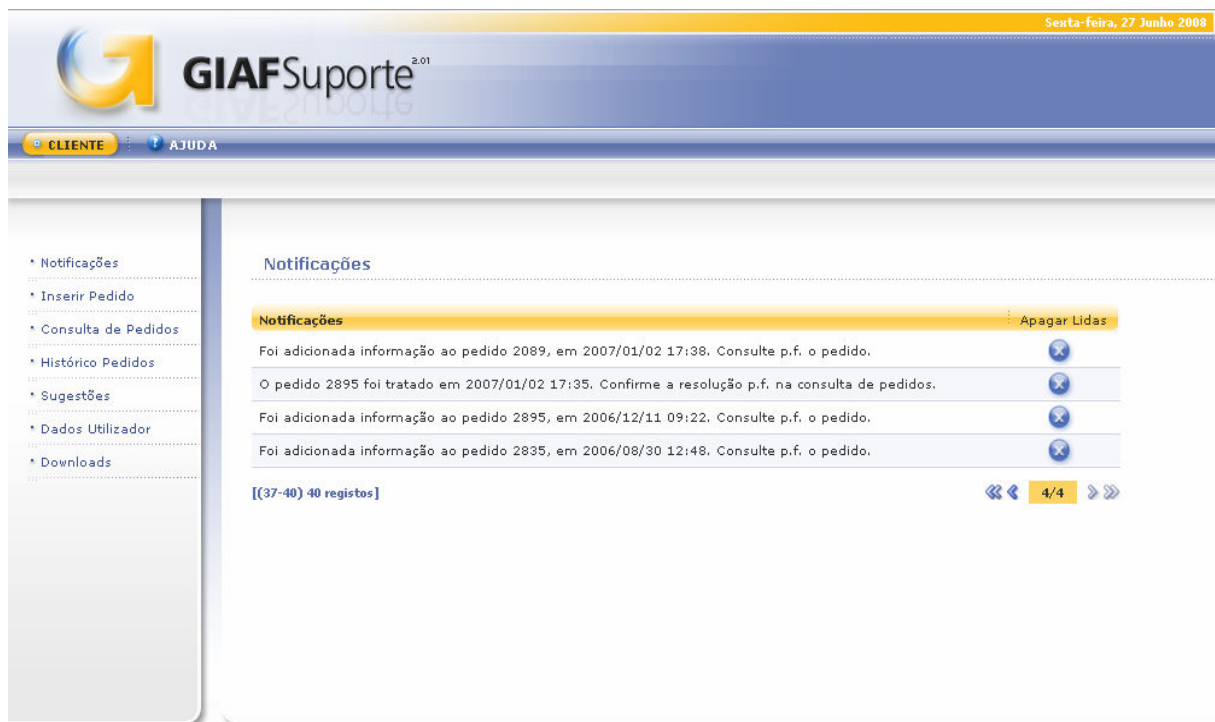 Sexta-feira, 27 Junho 2008
GIAFSuporte 2.01
CLIENTE
? AJUDA
• Notificações
• Inserir Pedido
• Consulta de Pedidos
• Histórico Pedidos
• Sugestões
• Dados Utilizador
• Downloads
Notificações
Notificações Apagar Lidas
Foi adicionada informação ao pedido 2089, em 2007/01/02 17:38. Consulte p.f. o pedido.
O pedido 2895 foi tratado em 2007/01/02 17:35. Confirme a resolução p.f. na consulta de pedidos.
Foi adicionada informação ao pedido 2895, em 2006/12/11 09:22. Consulte p.f. o pedido.
Foi adicionada informação ao pedido 2835, em 2006/08/30 12:48. Consulte p.f. o pedido.
[(37-40) 40 registos] 4/4